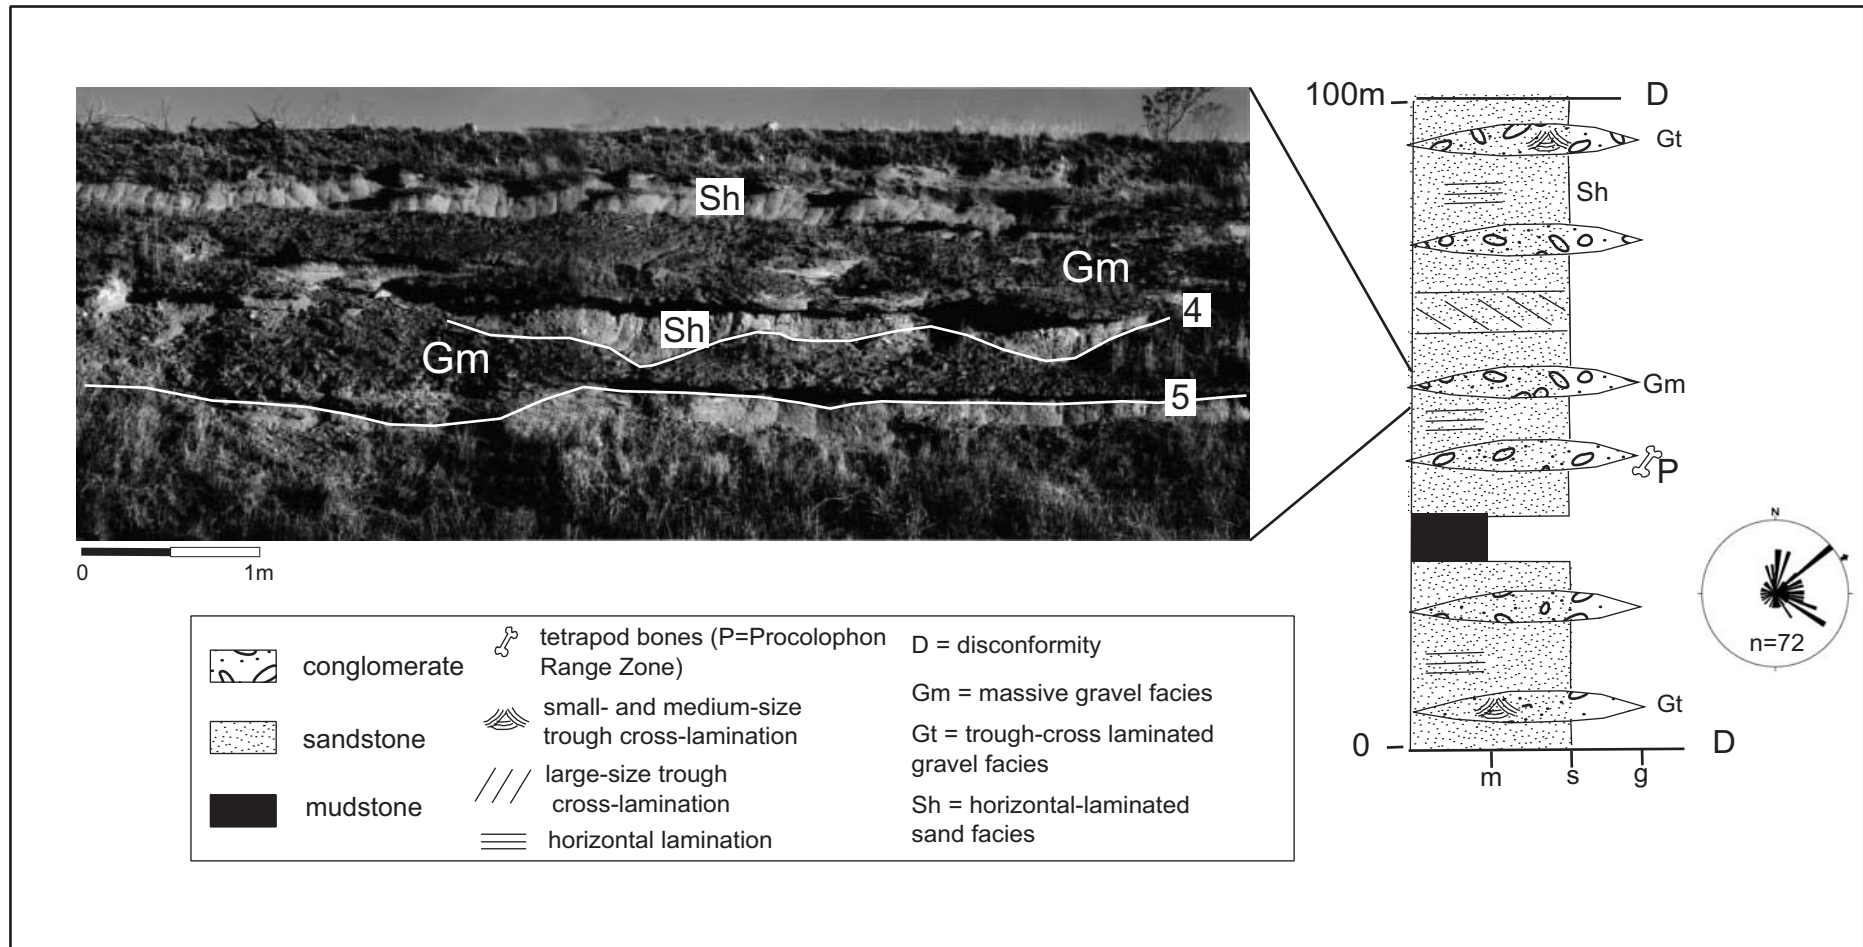 Sh
Gm
4
Sh
Gm
5
0 1m
100m D
Gt
Sh
Gm
P
Gt
0 D
m s g
N
n=72
conglomerate
sandstone
mudstone
tetrapod bones (P=Procolophon
Range Zone)
small- and medium-size
trough cross-lamination
large-size trough
cross-lamination
horizontal lamination
D = disconformity
Gm = massive gravel facies
Gt = trough-cross laminated
gravel facies
Sh = horizontal-laminated
sand facies